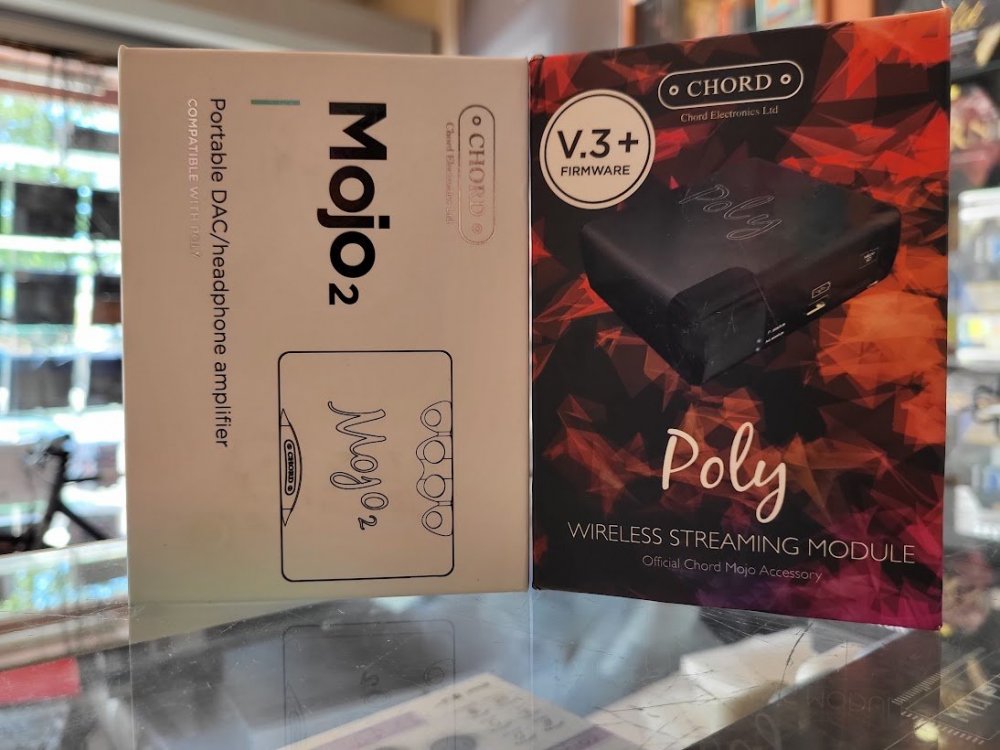 CHORD
Chord Electronics Ltd
Mojo 2
Portable DAC/headphone amplifier
COMPATIBLE WITH POLY
Mojo 2
CHORD
CHORD
Chord Electronics Ltd
V.3+
FIRMWARE
Poly
Poly
WIRELESS STREAMING MODULE
Official Chord Mojo Accessory